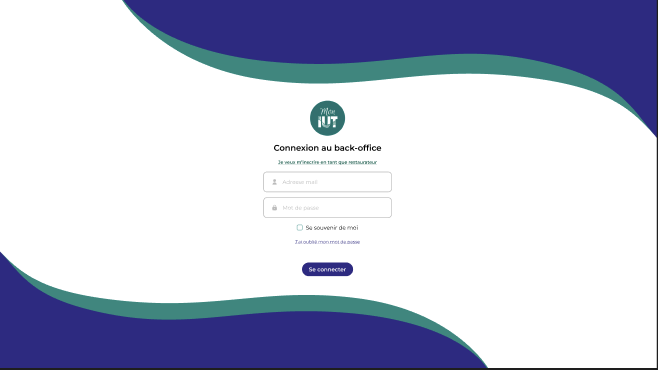 Mon
IUT
Connexion au back-office
Je veux m'inscrire en tant que restaurateur
Adresse mail
Mot de passe
Se souvenir de moi
J'ai oublié mon mot de passe
Se connecter